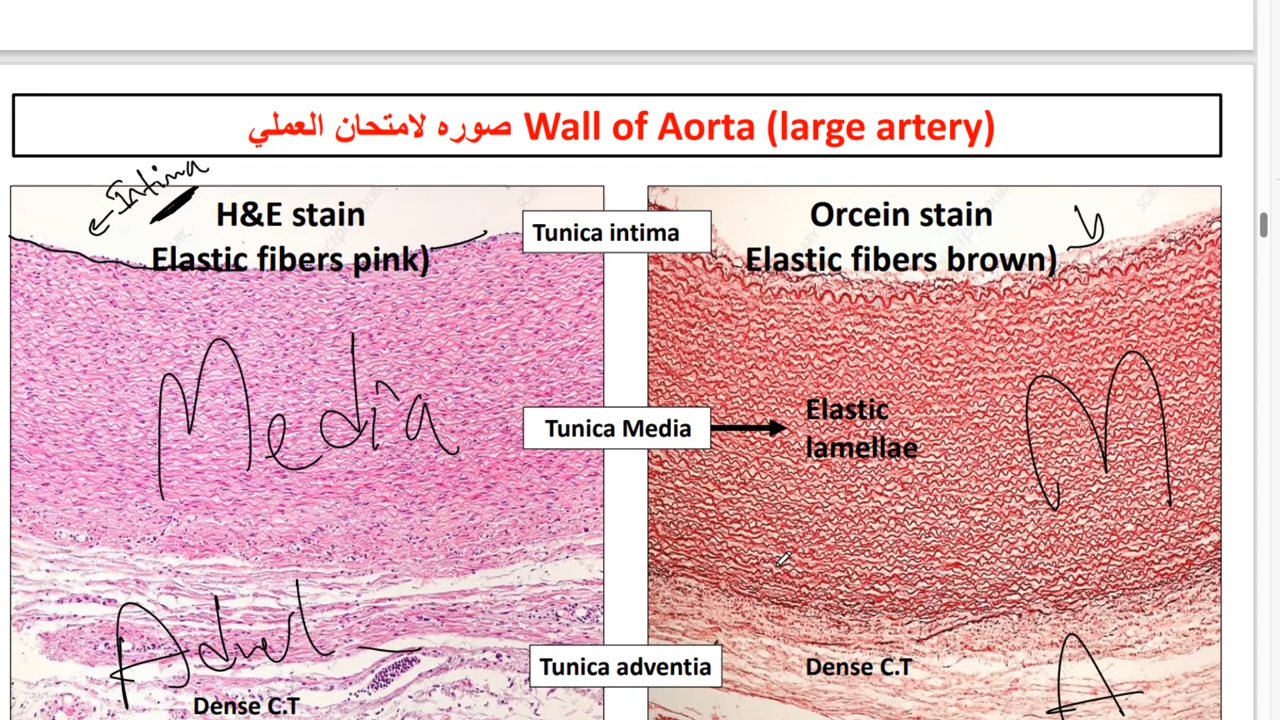 صوره لامتحان العملي Wall of Aorta (large artery)
Intima
H&E stain
Elastic fibers pink)
Tunica intima
Orcein stain
Elastic fibers brown)
Media
Tunica Media
Elastic
lamellae
M
Tunica adventia
Dense C.T
Dense C.T
A